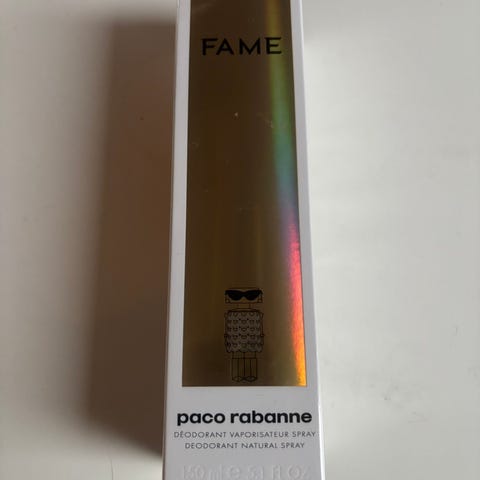 FAME
paco rabanne
DÉODORANT VAPORISATEUR SPRAY
DEODORANT NATURAL SPRAY
150 ml e 5.1 FL OZ